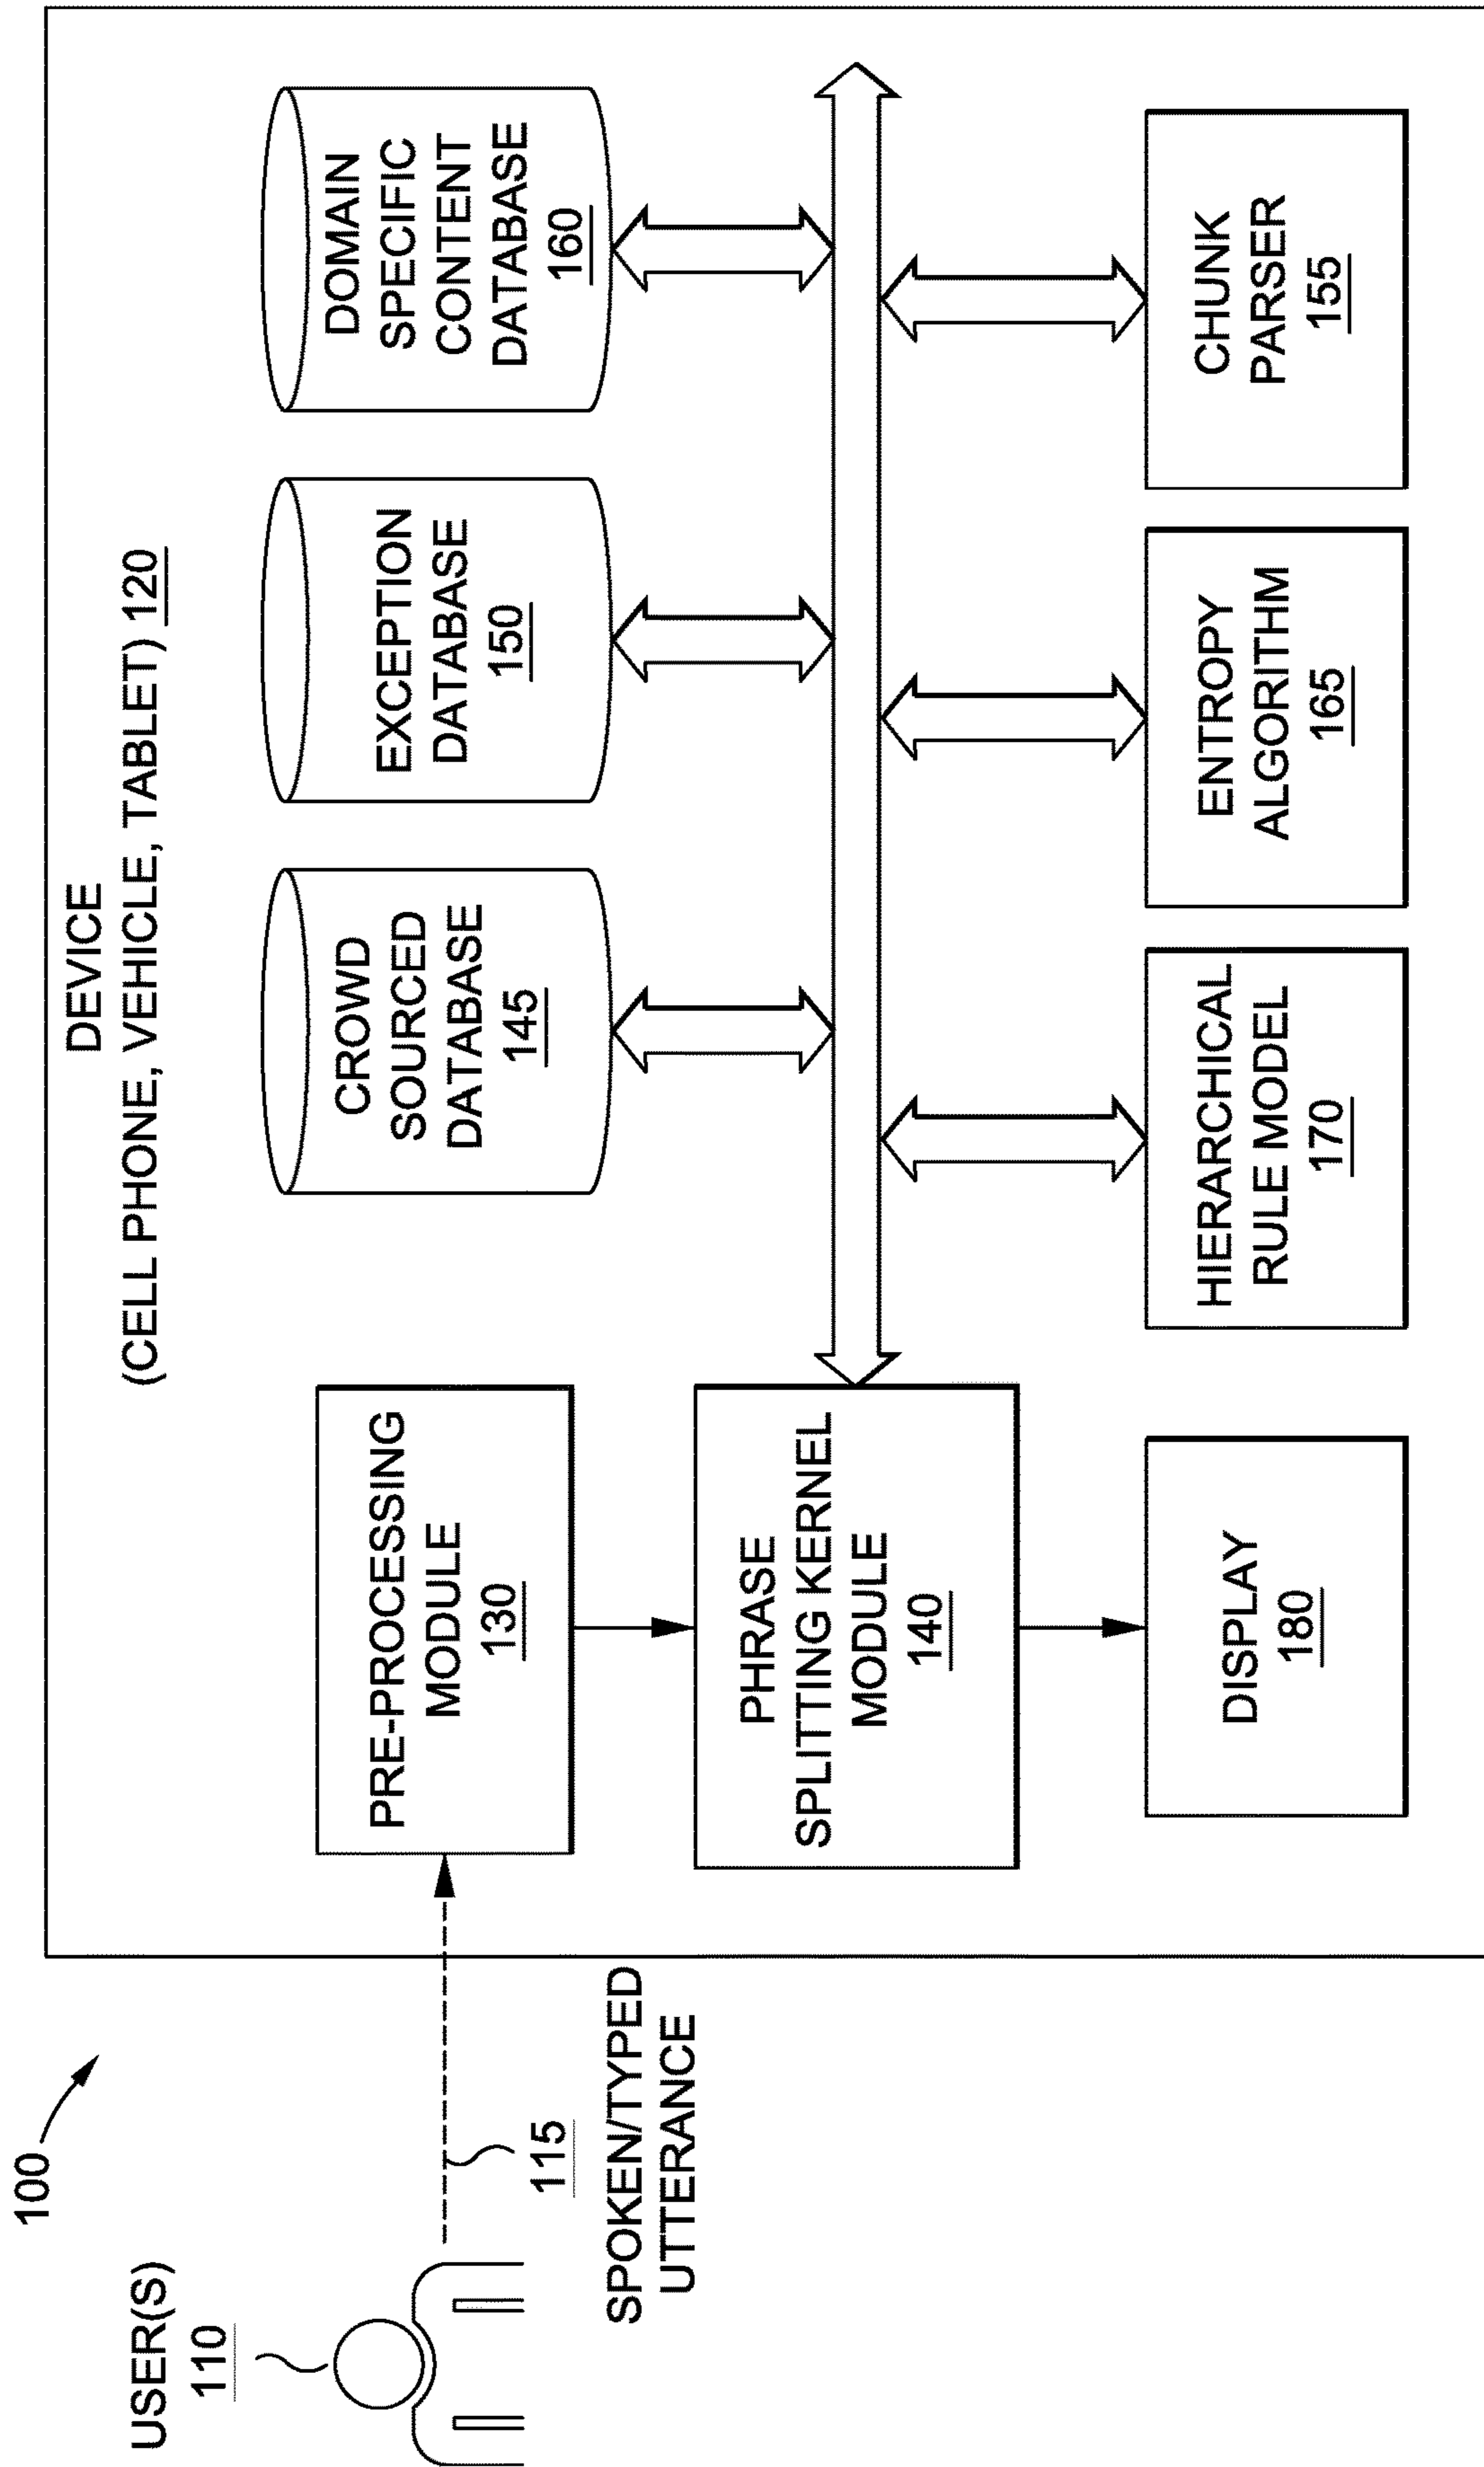 100
USER(S)
110
115
SPOKEN/TYPED
UTTERANCE
DEVICE
(CELL PHONE, VEHICLE, TABLET) 120
PRE-PROCESSING
MODULE
130
CROWD
SOURCED
DATABASE
145
EXCEPTION
DATABASE
150
DOMAIN
SPECIFIC
CONTENT
DATABASE
160
PHRASE
SPLITTING KERNEL
MODULE
140
DISPLAY
180
HIERARCHICAL
RULE MODEL
170
ENTROPY
ALGORITHM
165
CHUNK
PARSER
155